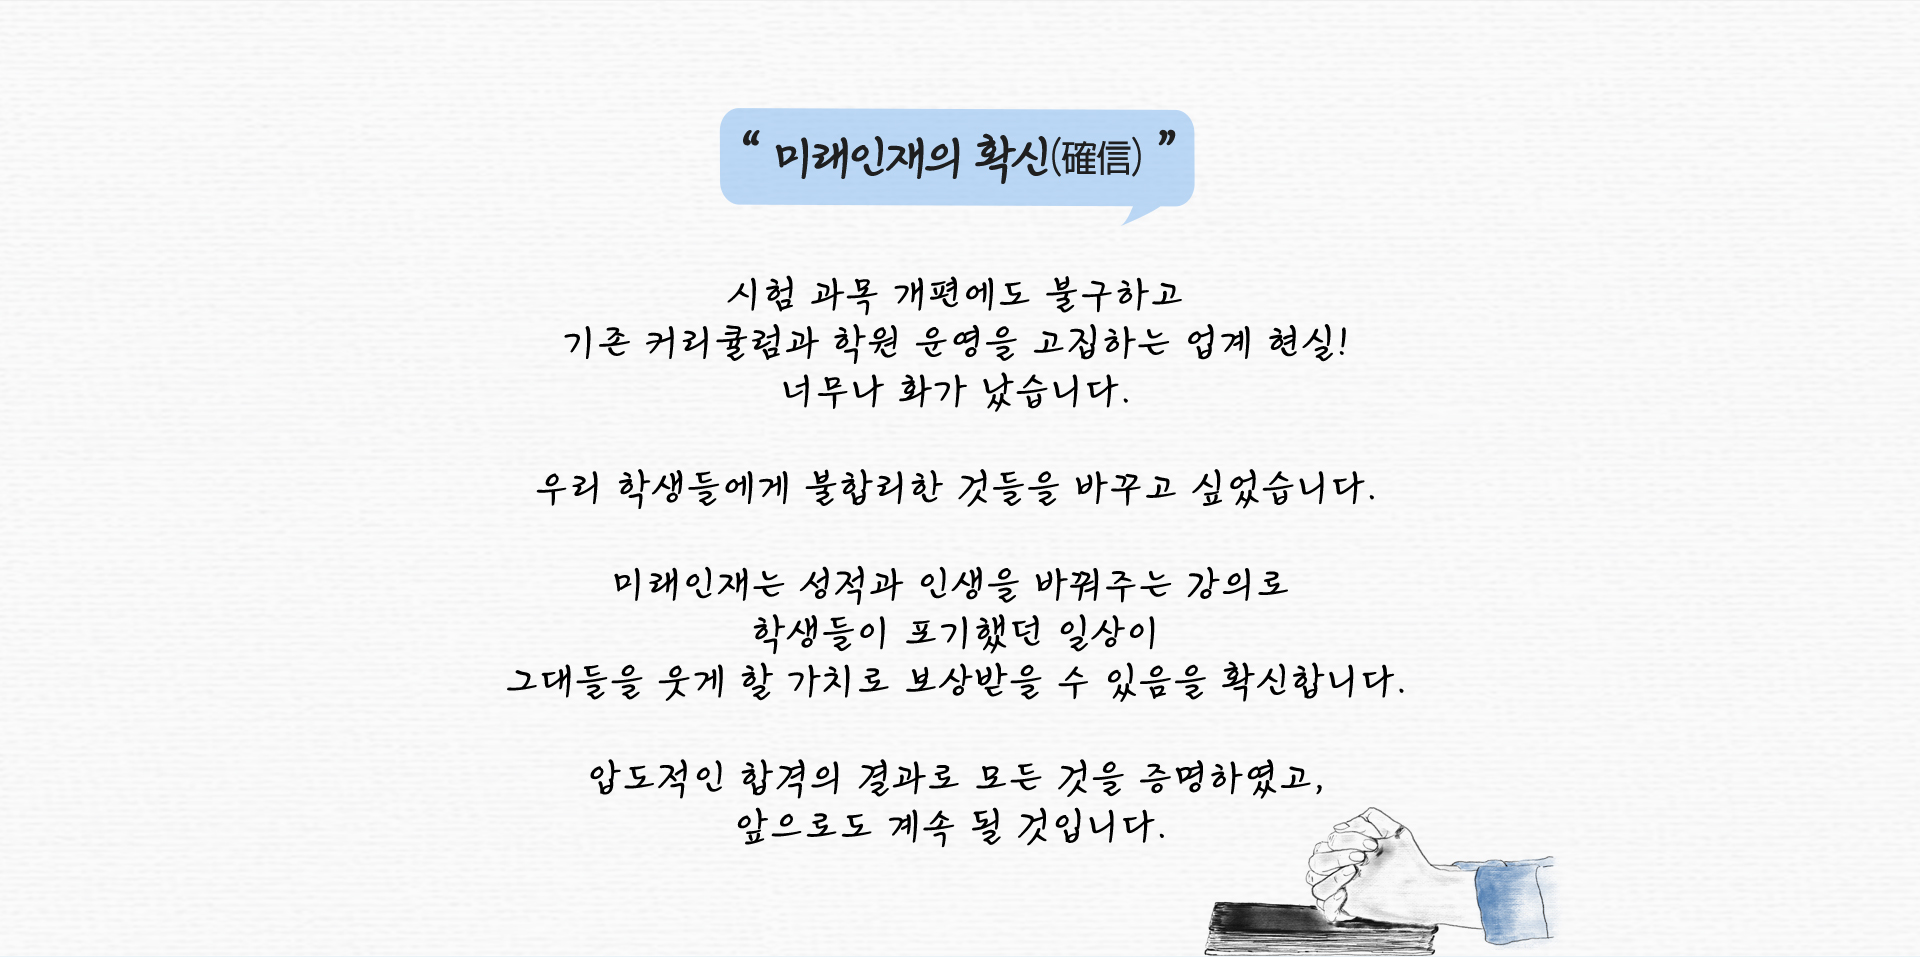 “ 미래인재의 확신(確信) ”
시험 과목 개편에도 불구하고
기존 커리큘럼과 학원 운영을 고집하는 업계 현실!
너무나 화가 났습니다.
우리 학생들에게 불합리한 것들을 바꾸고 싶었습니다.
미래인재는 성적과 인생을 바꿔주는 강의로
학생들이 포기했던 일상이
그대들을 웃게 할 가치로 보상받을 수 있음을 확신합니다.
압도적인 합격의 결과로 모든 것을 증명하였고,
앞으로도 계속 될 것입니다.